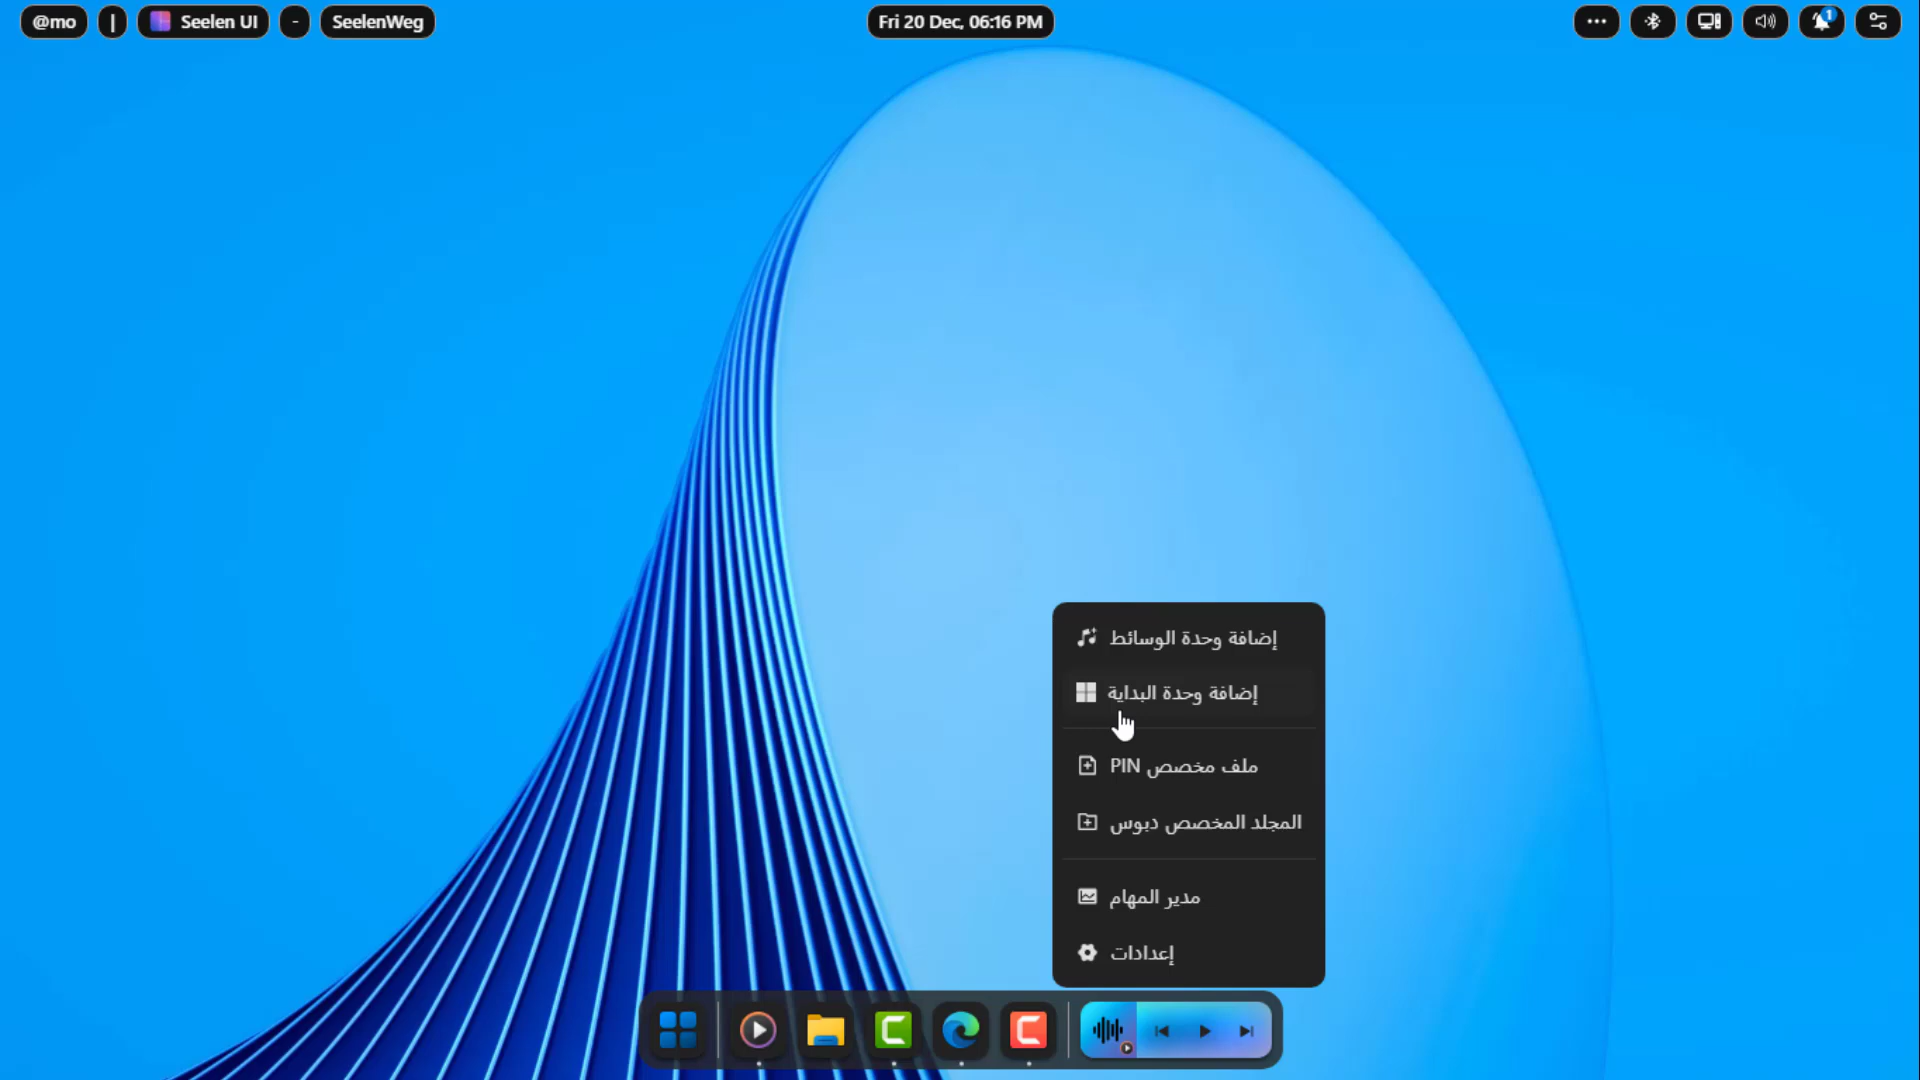 @mo | Seelen UI - SeelenWeg
Fri 20 Dec, 06:16 PM
1
إضافة وحدة الوسائط
إضافة وحدة البداية
ملف مخصص PIN
المجلد المخصص دبوس
مدير المهام
إعدادات